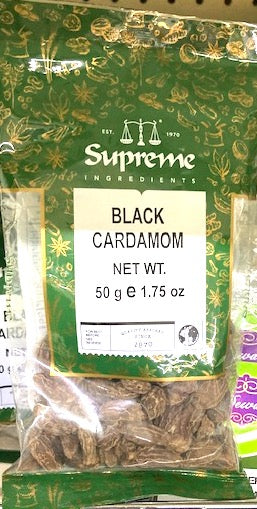 EST. 1970
Supreme
INGREDIENTS
BLACK
CARDAMOM
NET WT.
50 g e 1.75 oz